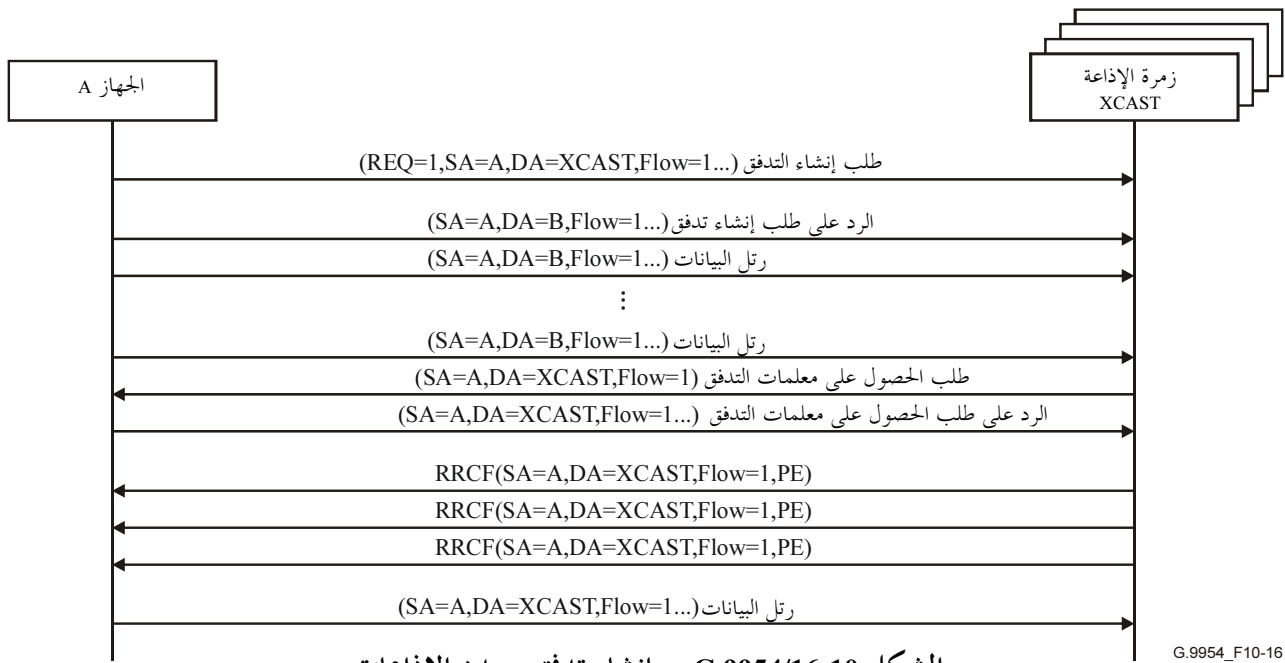 الجهاز A
زمرة الإذاعة
XCAST
طلب إنشاء التدفق (REQ=1,SA=A,DA=XCAST,Flow=1...)
الرد على طلب إنشاء تدفق(SA=A,DA=B,Flow=1...)
رتل البيانات (SA=A,DA=B,Flow=1...)
⋮
رتل البيانات (SA=A,DA=B,Flow=1...)
طلب الحصول على معلمات التدفق (SA=A,DA=XCAST,Flow=1)
الرد على طلب الحصول على معلمات التدفق (SA=A,DA=XCAST,Flow=1...)
RRCF(SA=A,DA=XCAST,Flow=1,PE)
RRCF(SA=A,DA=XCAST,Flow=1,PE)
RRCF(SA=A,DA=XCAST,Flow=1,PE)
رتل البيانات(SA=A,DA=XCAST,Flow=1...)
G.9954_F10-16